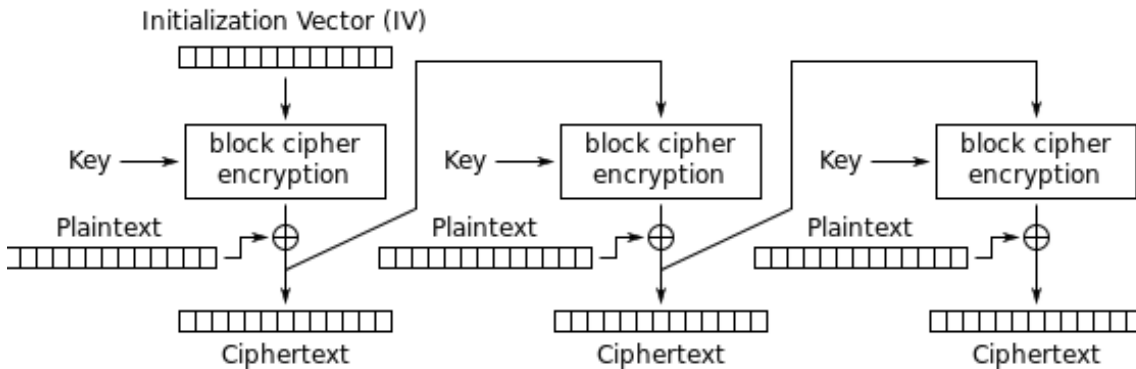 Initialization Vector (IV)
Key
block cipher
encryption
Key
block cipher
encryption
Key
block cipher
encryption
Plaintext
Plaintext
Plaintext
Ciphertext
Ciphertext
Ciphertext